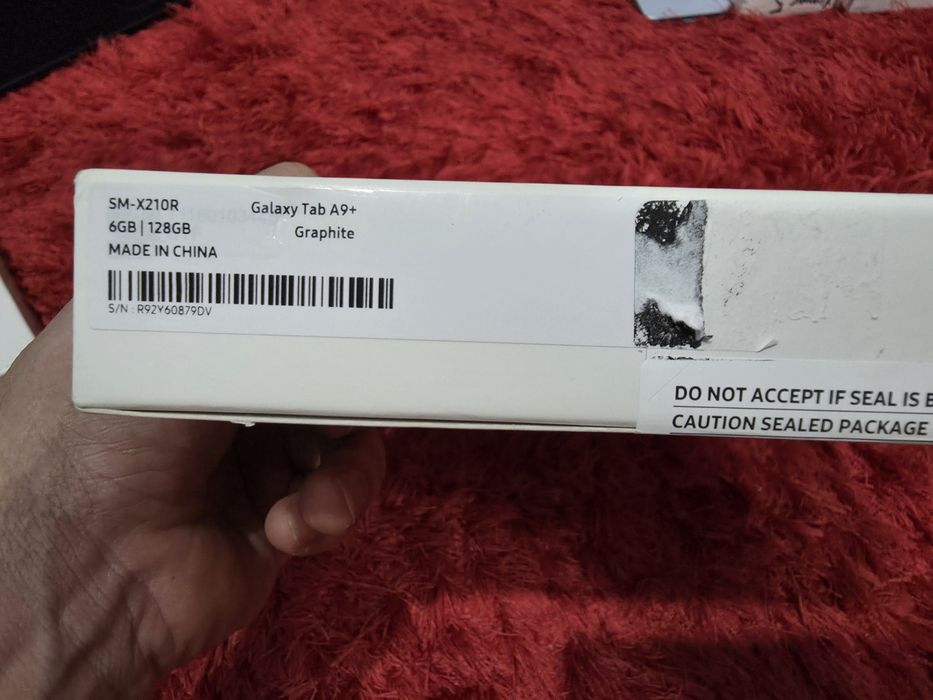 SM-X210R Galaxy Tab A9+
6GB | 128GB Graphite
MADE IN CHINA
S/N : R92Y60879DV
DO NOT ACCEPT IF SEAL IS
CAUTION SEALED PACKAGE